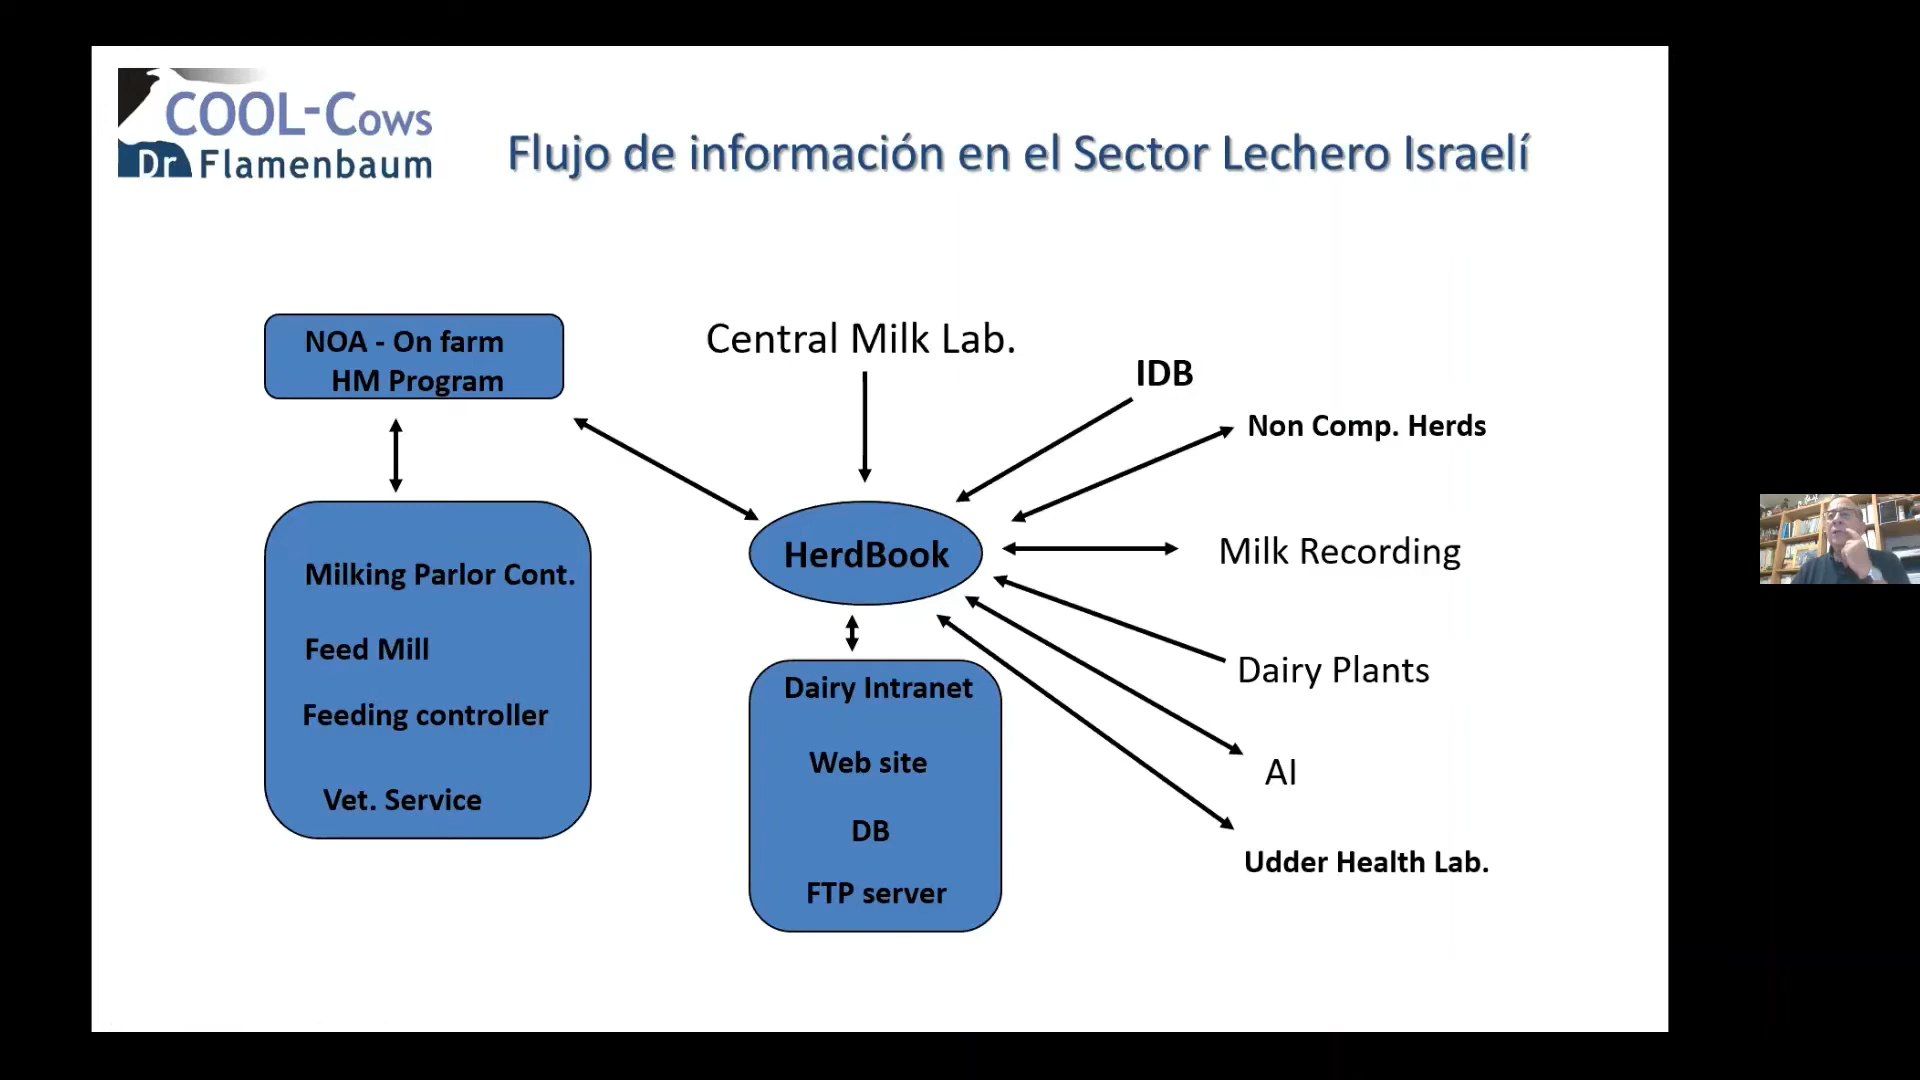 COOL-Cows
Dr Flamenbaum
Flujo de información en el Sector Lechero Israelí
NOA - On farm
HM Program
Central Milk Lab.
IDB
Non Comp. Herds
HerdBook
Milk Recording
Milking Parlor Cont.
Feed Mill
Feeding controller
Vet. Service
Dairy Intranet
Web site
DB
FTP server
Dairy Plants
AI
Udder Health Lab.